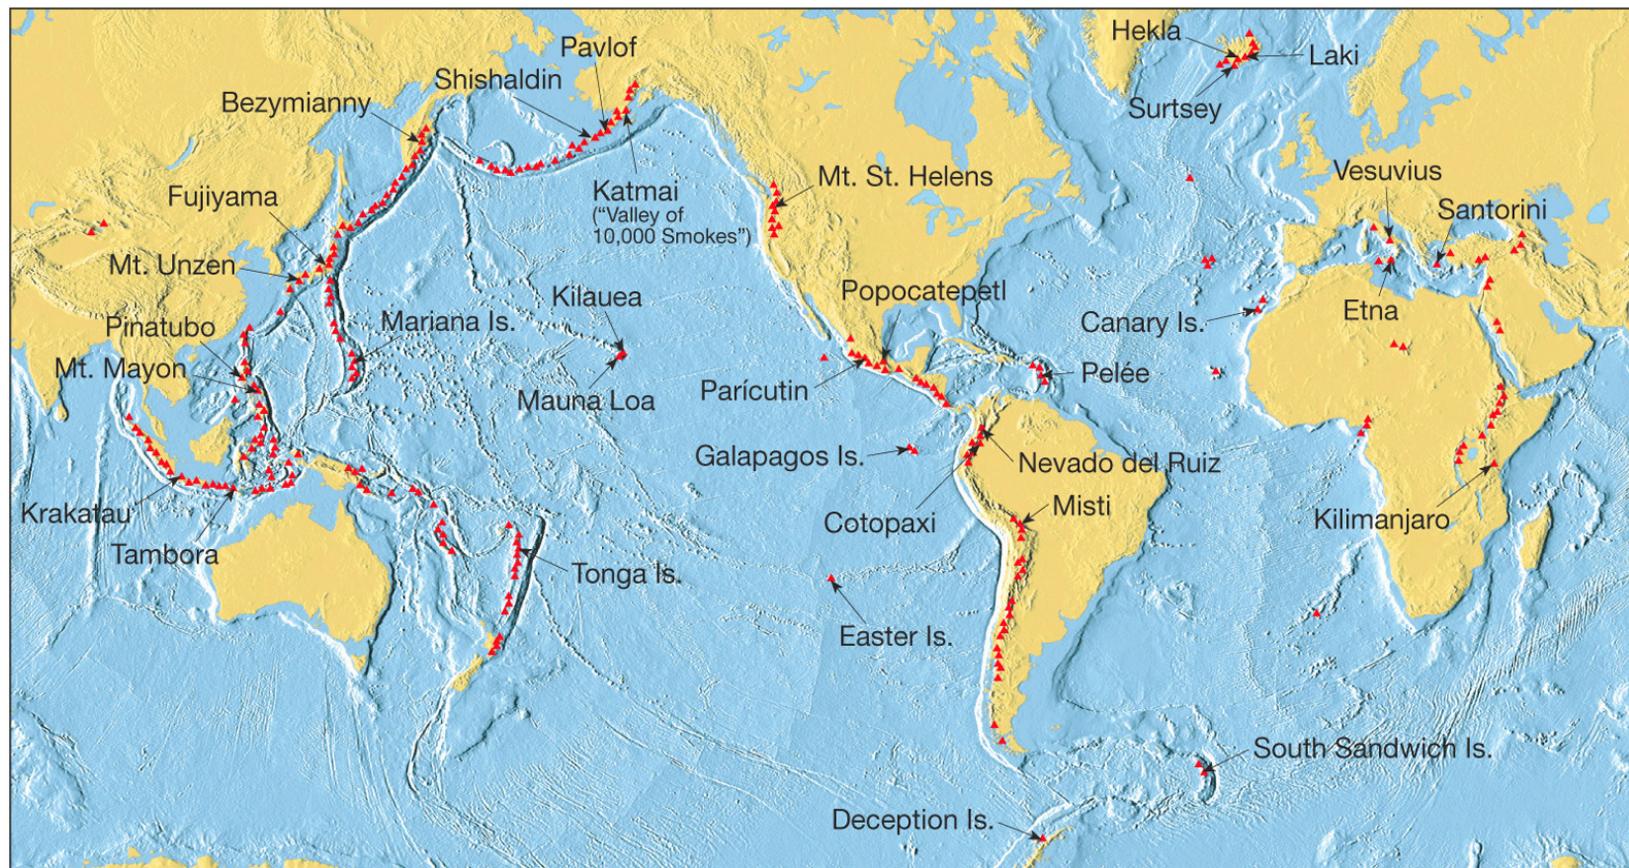 Hekla
Pavlof
Laki
Shishaldin
Bezymianny
Surtsey
Vesuvius
Mt. St. Helens
Katmai
("Valley of
10,000 Smokes")
Fujiyama
Santorini
Mt. Unzen
Popocatepetl
Kilauea
Etna
Mariana Is.
Canary Is.
Pinatubo
Mt. Mayon
Pelée
Parícutin
Mauna Loa
Galapagos Is.
Nevado del Ruiz
Misti
Krakatau
Cotopaxi
Kilimanjaro
Tambora
Tonga Is.
Easter Is.
South Sandwich Is.
Deception Is.